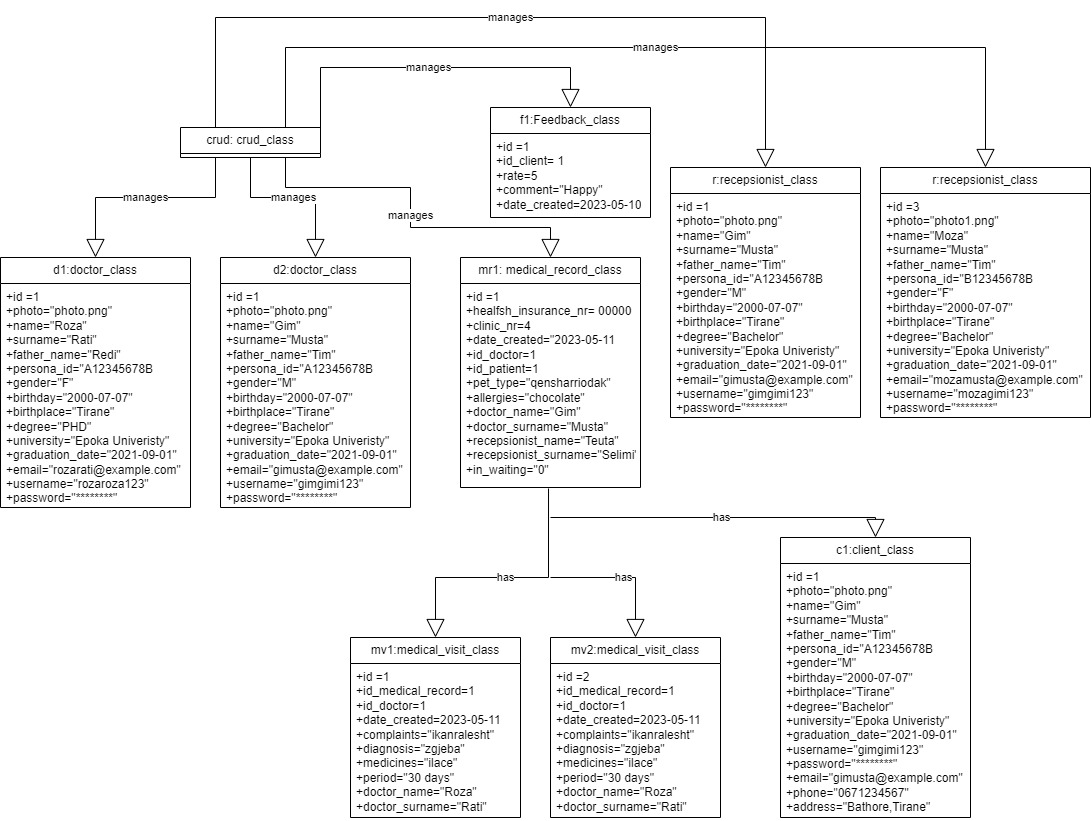 manages
manages
manages
crud: crud_class
f1:Feedback_class
+id =1
+id_client= 1
+rate=5
+comment="Happy"
+date_created=2023-05-10
r:recepsionist_class
+id =1
+photo="photo.png"
+name="Gim"
+surname="Musta"
+father_name="Tim"
+persona_id="A12345678B
+gender="M"
+birthday="2000-07-07"
+birthplace="Tirane"
+degree="Bachelor"
+university="Epoka Univeristy
+graduation_date="2021-09-01)
+email="gimusta@example.com"
+username="gimgimi123
+password="********"
r:recepsionist_class
+id =3
+photo="photo1.png"
+name="Moza"
+surname="Musta"
+father_name="Tim"
+persona_id="B12345678B
+gender="F"
+birthday="2000-07-07"
+birthplace="Tirane"
+degree="Bachelor"
+university="Epoka Univeristy
+graduation_date="2021-09-01)
+email="mozamusta@example.com"
+username="mozagimi123
+password="********"
manages
manages
manages
d1:doctor_class
+id =1
+photo="photo.png"
+name="Roza"
+surname="Rati"
+father_name="Redi"
+persona_id="A12345678B
+gender="F"
+birthday="2000-07-07"
+birthplace="Tirane"
+degree="PHD"
+university="Epoka Univeristy"
+graduation_date="2021-09-01)
+email="rozarati@example.com"
+username="rozaroza123
+password="********"
d2:doctor_class
+id =1
+photo="photo.png"
+name="Gim"
+surname="Musta"
+father_name="Tim"
+persona_id="A12345678B
+gender="M"
+birthday="2000-07-07"
+birthplace="Tirane"
+degree="Bachelor"
+university="Epoka Univeristy
+graduation_date="2021-09-01)
+email="gimusta@example.com"
+username="gimgimi123
+password="********"
mr1: medical_record_class
+id =1
+healfsh_insurance_nr= 00000
+clinic_nr=4
+date_created="2023-05-11
+id_doctor=1
+id_patient=1
+pet_type="qensharriodak"
+allergies="chocolate"
+doctor_name="Gim"
+doctor_surname="Musta"
+recepsionist_name="Teuta"
+recepsionist_surname="Selimi'
+in_waiting="0"
has
has
has
mv1:medical_visit_class
+id =1
+id_medical_record=1
+id_doctor=1
+date_created=2023-05-11
+complaints="ikanralesht"
+diagnosis="zgjeba"
+medicines="ilace"
+period="30 days"
+doctor_name="Roza"
+doctor_surname="Rati"
mv2:medical_visit_class
+id =2
+id_medical_record=1
+id_doctor=1
+date_created=2023-05-11
+complaints="ikanralesht"
+diagnosis="zgjeba"
+medicines="ilace"
+period="30 days"
+doctor_name="Roza"
+doctor_surname="Rati"
c1:client_class
+id =1
+photo="photo.png"
+name="Gim"
+surname="Musta"
+father_name="Tim"
+persona_id="A12345678B
+gender="M"
+birthday="2000-07-07"
+birthplace="Tirane"
+degree="Bachelor"
+university="Epoka Univeristy
+graduation_date="2021-09-01)
+username="gimgimi123
+password="********"
+email="gimusta@example.com"
+phone="0671234567"
+address="Bathore,Tirane"